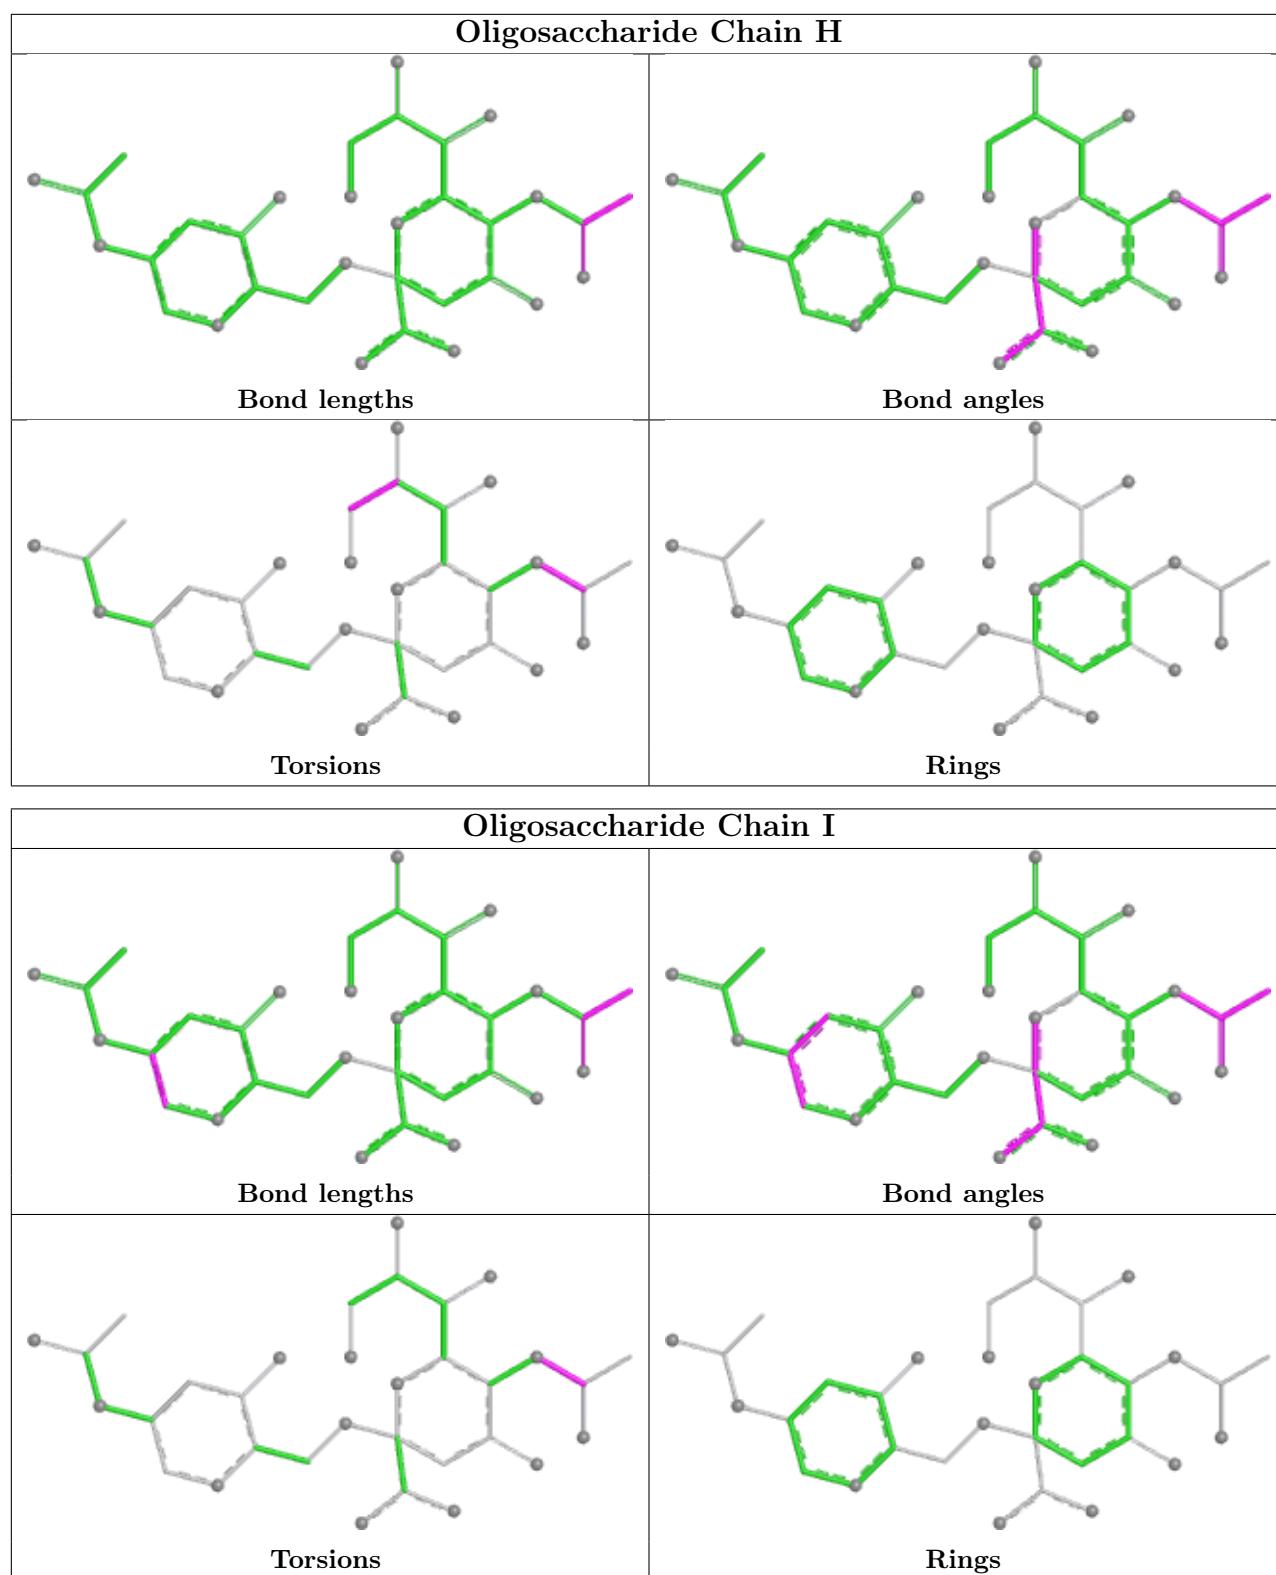 Oligosaccharide Chain H
Bond lengths
Bond angles
Torsions
Rings
Oligosaccharide Chain I
Bond lengths
Bond angles
Torsions
Rings